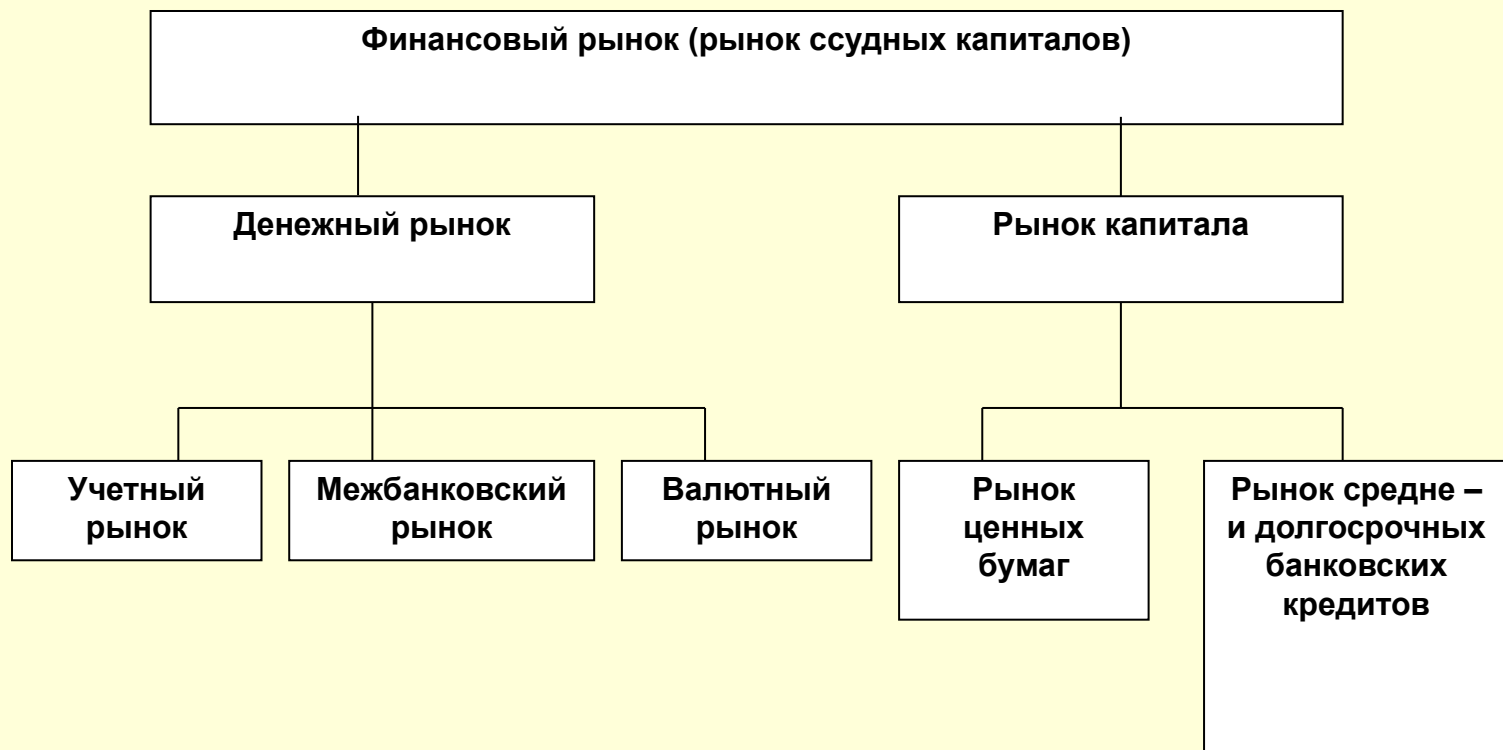 Финансовый рынок (рынок ссудных капиталов)
Денежный рынок
Рынок капитала
Учетный
рынок
Межбанковский
рынок
Валютный
рынок
Рынок
ценных
бумаг
Рынок средне –
и долгосрочных
банковских
кредитов